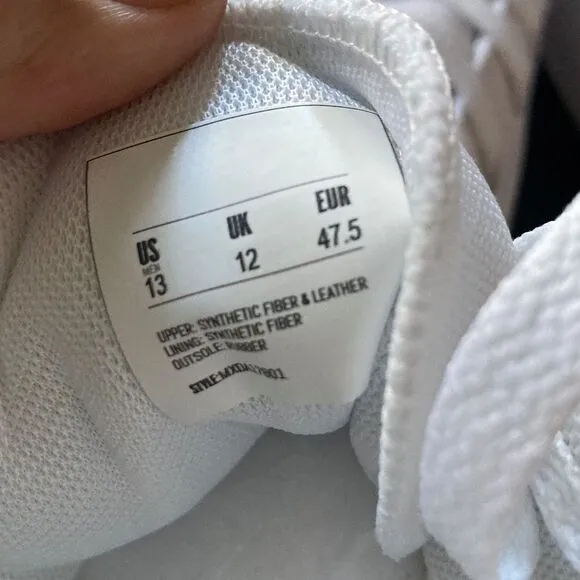 US UK EUR
MEN
13 12 47.5
UPPER: SYNTHETIC FIBER & LEATHER
LINING: SYNTHETIC FIBER
OUTSOLE: RUBBER